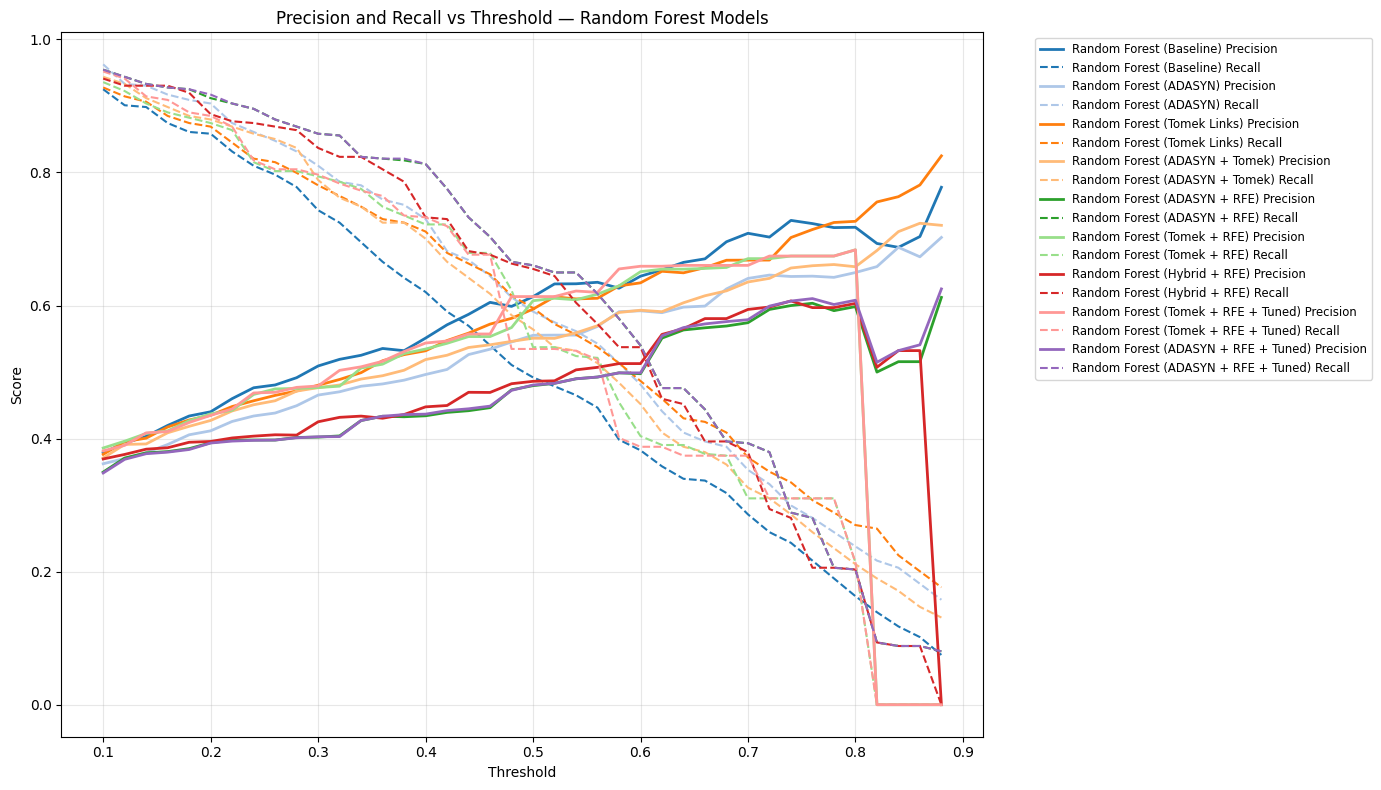 Precision and Recall vs Threshold — Random Forest Models
Score
1.0
0.8
0.6
0.4
0.2
0.0
0.1 0.2 0.3 0.4 0.5 0.6 0.7 0.8 0.9
Threshold
Random Forest (Baseline) Precision
Random Forest (Baseline) Recall
Random Forest (ADASYN) Precision
Random Forest (ADASYN) Recall
Random Forest (Tomek Links) Precision
Random Forest (Tomek Links) Recall
Random Forest (ADASYN + Tomek) Precision
Random Forest (ADASYN + Tomek) Recall
Random Forest (ADASYN + RFE) Precision
Random Forest (ADASYN + RFE) Recall
Random Forest (Tomek + RFE) Precision
Random Forest (Tomek + RFE) Recall
Random Forest (Hybrid + RFE) Precision
Random Forest (Hybrid + RFE) Recall
Random Forest (Tomek + RFE + Tuned) Precision
Random Forest (Tomek + RFE + Tuned) Recall
Random Forest (ADASYN + RFE + Tuned) Precision
Random Forest (ADASYN + RFE + Tuned) Recall